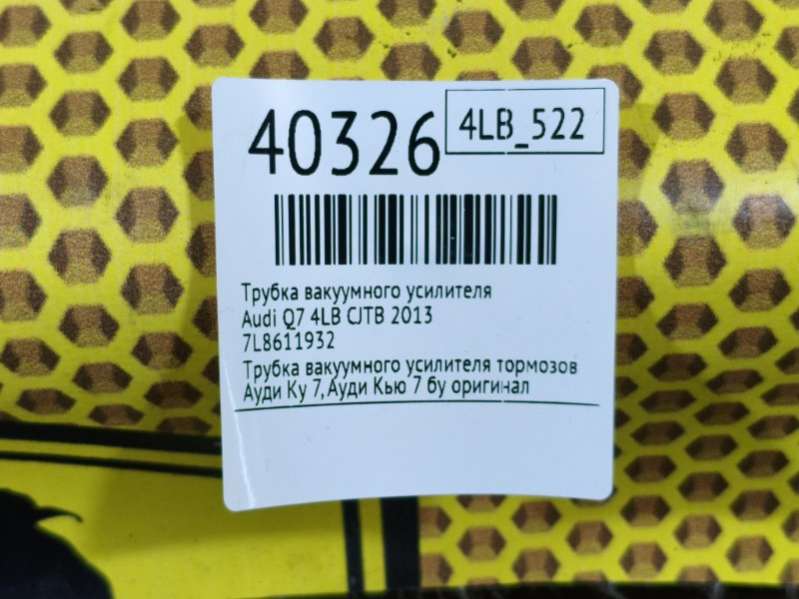 40326
4LB_522
Трубка вакуумного усилителя
Audi Q7 4LB CJTB 2013
7L8611932
Трубка вакуумного усилителя тормозов
Ауди Ку 7,Ауди Кью 7 бу оригинал